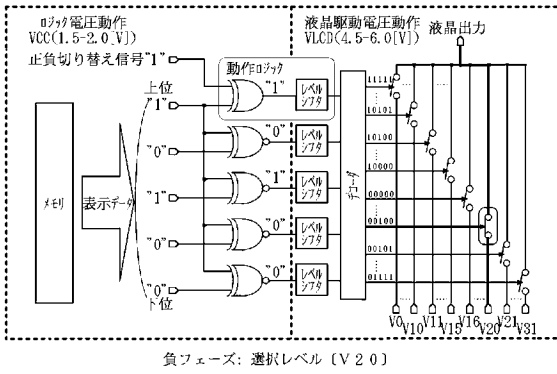 ロジック電圧動作
VCC(1.5-2.0[V])
液晶駆動電圧動作
VLCD(4.5-6.0[V])
液晶出力
正負切り替え信号"1"
動作ロジック
上位
"1"
"1"
レベルシフタ
"0"
"0"
レベルシフタ
"1"
"1"
レベルシフタ
"0"
"0"
レベルシフタ
"0"
"0"
レベルシフタ
下位
メモリ
表示データ
デコーダ
11111
10101
10100
10000
00000
00100
00101
01111
V0
V10
V11
V15
V16
V20
V21
V31
負フェーズ: 選択レベル〔V20〕